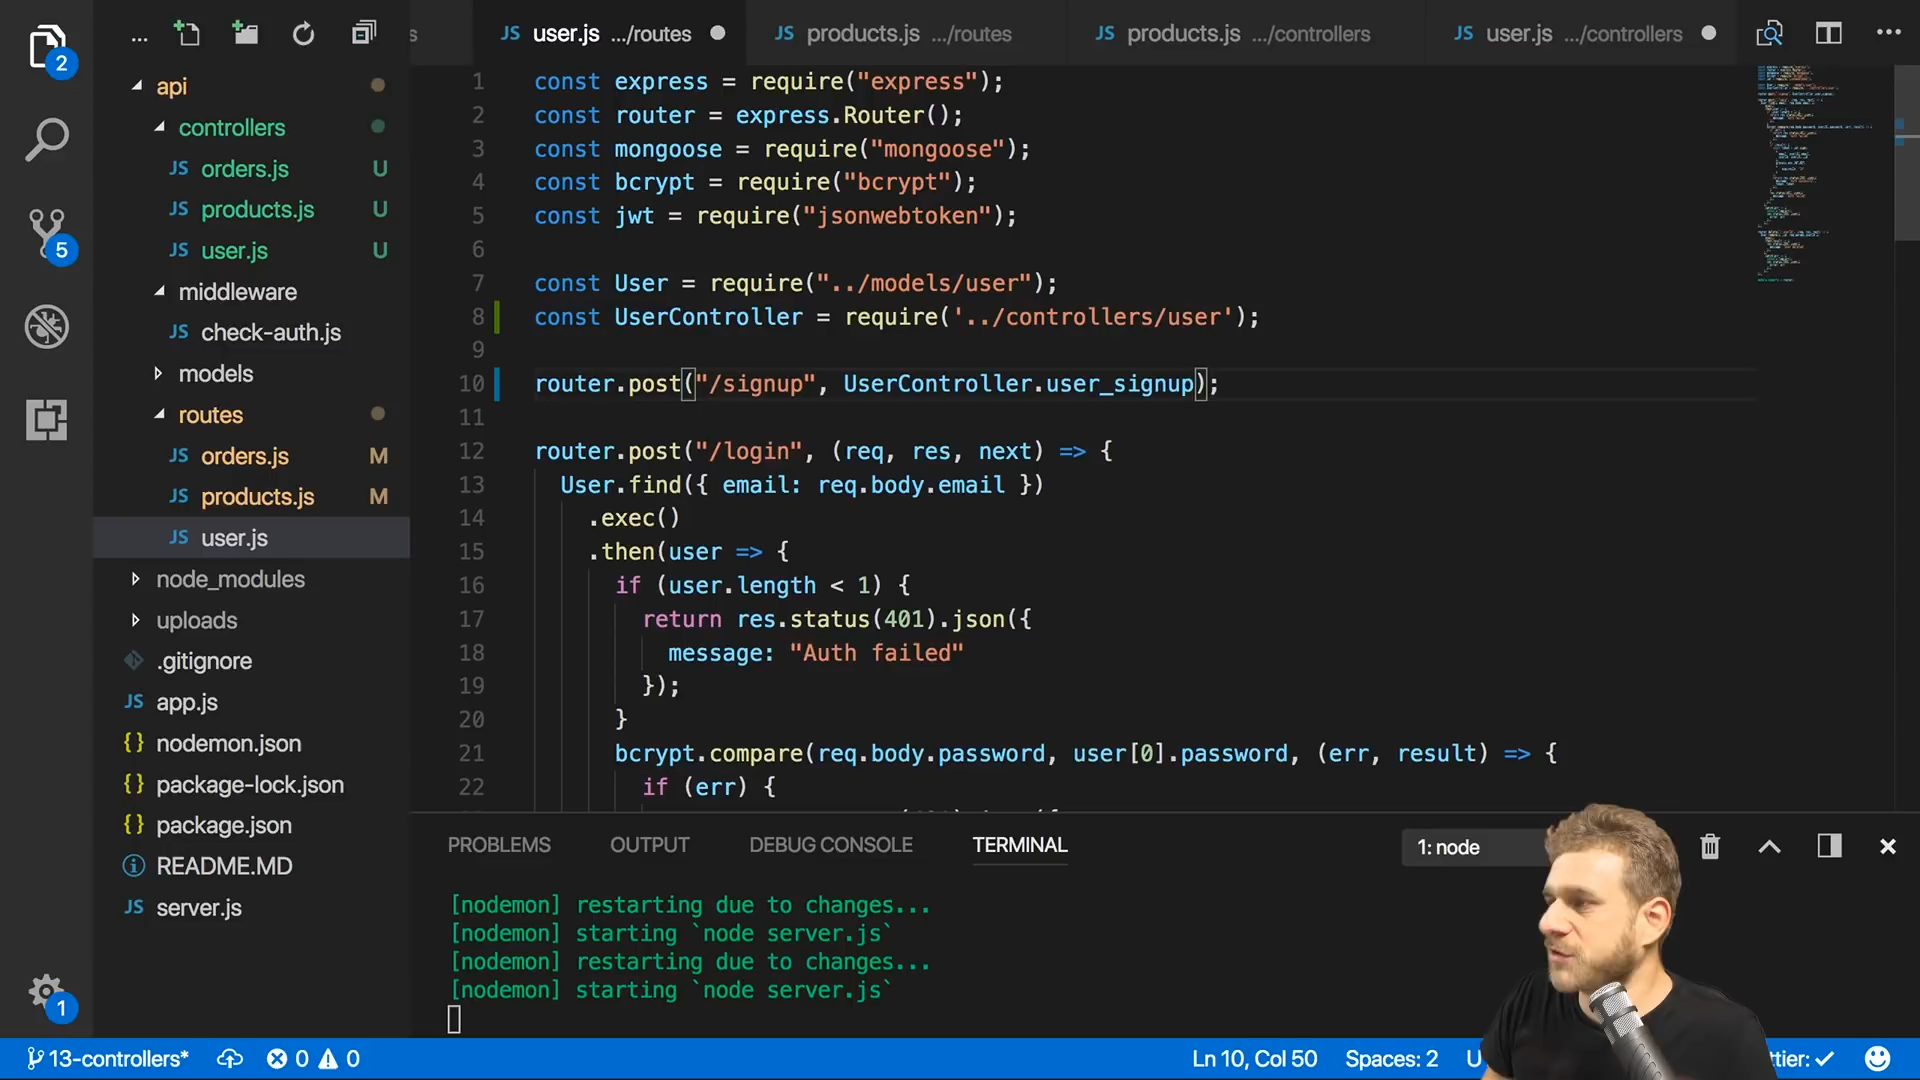 ...
s
JS user.js .../routes
JS products.js .../routes
JS products.js .../controllers
JS user.js .../controllers
...
2
5
1
api
controllers
JS orders.js U
JS products.js U
JS user.js U
middleware
JS check-auth.js
models
routes
JS orders.js M
JS products.js M
JS user.js
node_modules
uploads
.gitignore
JS app.js
{} nodemon.json
{} package-lock.json
{} package.json
README.MD
JS server.js
1 const express = require("express");
2 const router = express.Router();
3 const mongoose = require("mongoose");
4 const bcrypt = require("bcrypt");
5 const jwt = require("jsonwebtoken");
6
7 const User = require("../models/user");
8 const UserController = require('../controllers/user');
9
10 router.post("/signup", UserController.user_signup);
11
12 router.post("/login", (req, res, next) => {
13 User.find({ email: req.body.email })
14 .exec()
15 .then(user => {
16 if (user.length < 1) {
17 return res.status(401).json({
18 message: "Auth failed"
19 });
20 }
21 bcrypt.compare(req.body.password, user[0].password, (err, result) => {
22 if (err) {
PROBLEMS OUTPUT DEBUG CONSOLE TERMINAL
1: node
[nodemon] restarting due to changes...
[nodemon] starting `node server.js`
[nodemon] restarting due to changes...
[nodemon] starting `node server.js`
13-controllers* 0 0
Ln 10, Col 50 Spaces: 2 U ttier: